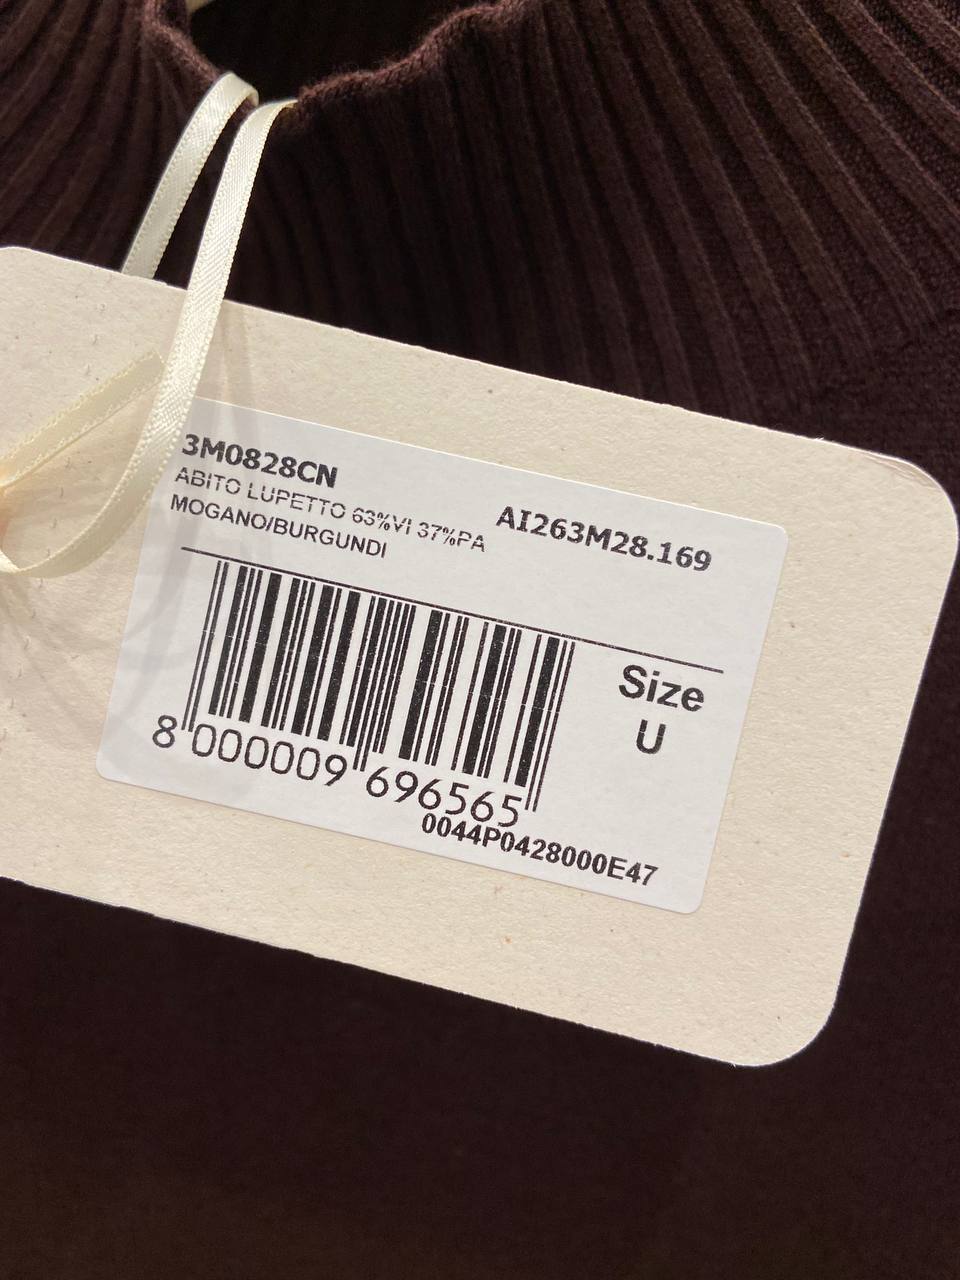 3M0828CN
ABITO LUPETTO 63%VI 37%PA
AI263M28.169
MOGANO/BURGUNDI
Size
U
8 000009 696565
0044P0428000E47